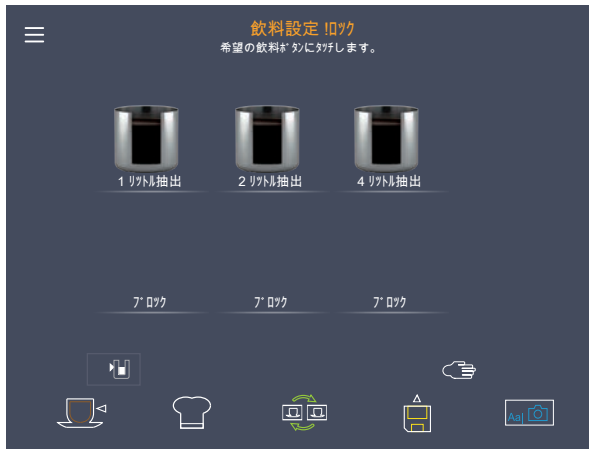 飲料設定 !ﾛｯｸ
希望の飲料ﾎﾞﾀﾝにﾀｯﾁします。
1 ﾘｯﾄﾙ抽出
2 ﾘｯﾄﾙ抽出
4 ﾘｯﾄﾙ抽出
ﾌﾞﾛｯｸ
ﾌﾞﾛｯｸ
ﾌﾞﾛｯｸ
Aa|